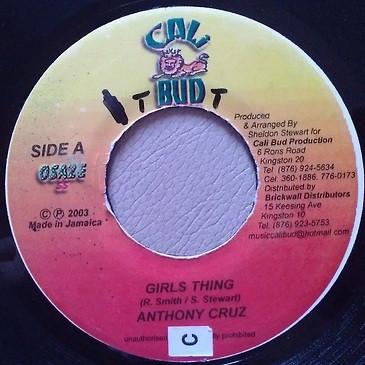 CALI
BUD
T T
SIDE A
Produced
& Arranged By
Sheldon Stewart for
Cali Bud Production
6 Rons Road
Kingston 20
Tel (876) 924-5634
Cel. 360-1886, 776-0173
Distributed by
Brickwall Distributors
15 Keesing Ave
Kingston 10
Tel (876) 923-5753
musiccalibud@hotmail.com
© ℗ 2003
Made in Jamaica
GIRLS THING
(R. Smith / S. Stewart)
ANTHONY CRUZ
C
prohibited